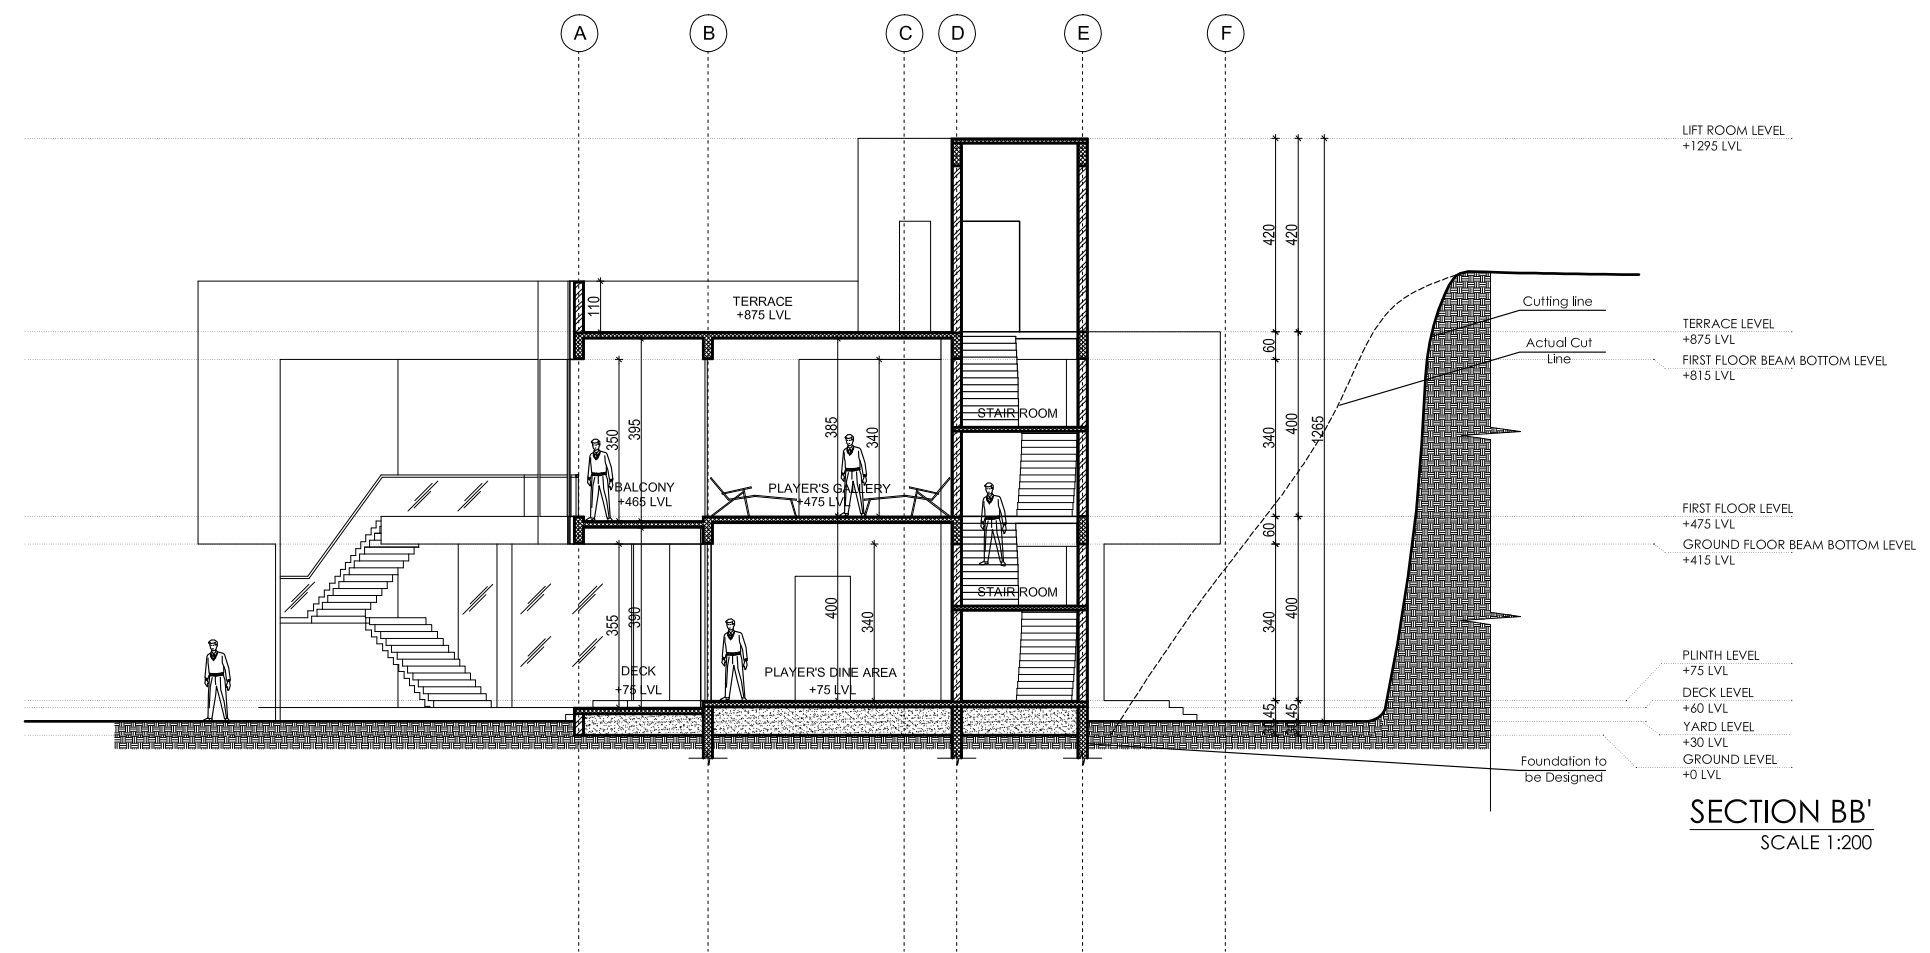 A B C D E F
LIFT ROOM LEVEL
+1295 LVL
420
420
110
TERRACE
+875 LVL
Cutting line
TERRACE LEVEL
+875 LVL
60
Actual Cut
Line
FIRST FLOOR BEAM BOTTOM LEVEL
+815 LVL
STAIR ROOM
350
395
385
340
340
400
1265
BALCONY
+465 LVL
PLAYER'S GALLERY
+475 LVL
FIRST FLOOR LEVEL
+475 LVL
60
GROUND FLOOR BEAM BOTTOM LEVEL
+415 LVL
STAIR ROOM
355
390
400
340
340
400
DECK
+75 LVL
PLAYER'S DINE AREA
+75 LVL
PLINTH LEVEL
+75 LVL
DECK LEVEL
+60 LVL
45
45
YARD LEVEL
+30 LVL
GROUND LEVEL
+0 LVL
Foundation to
be Designed
SECTION BB'
SCALE 1:200